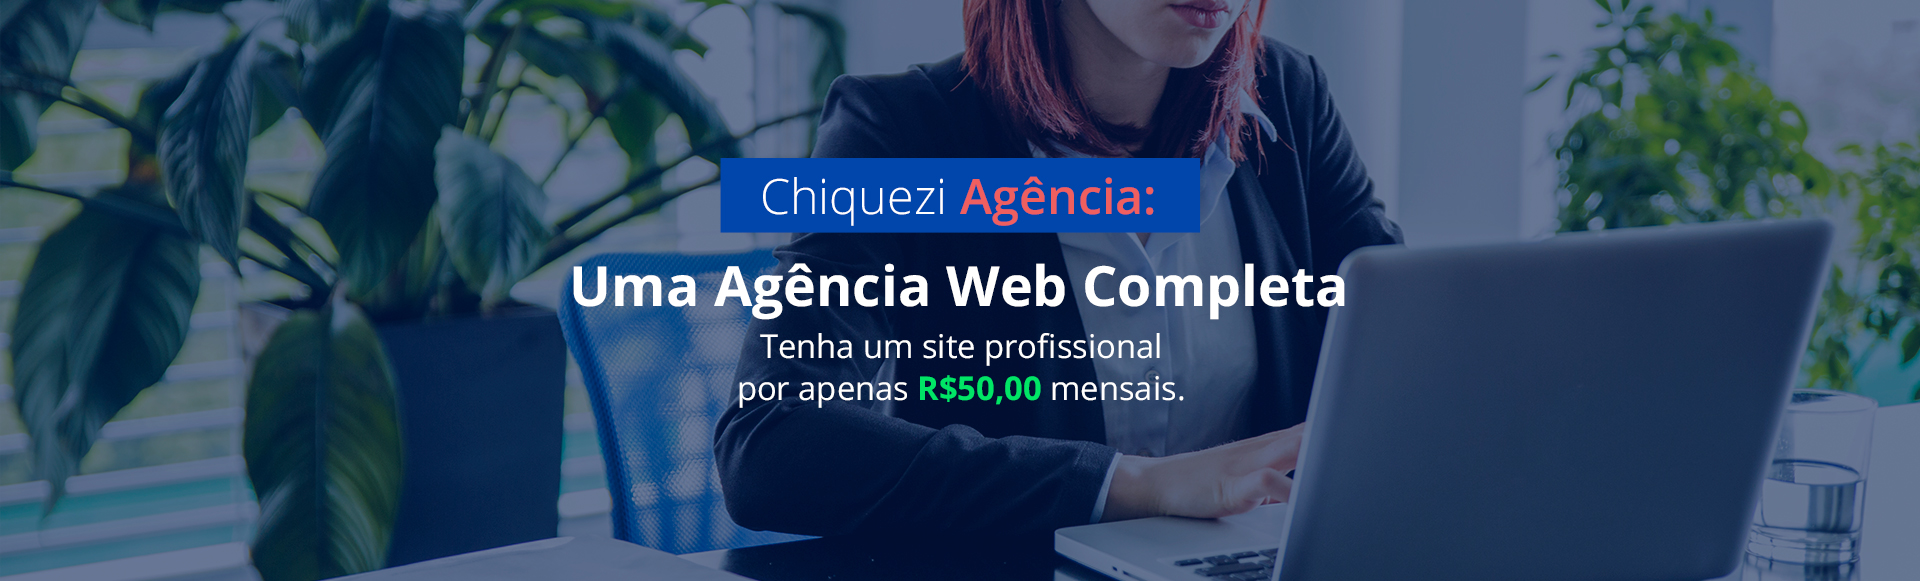 Chiquezi Agência:
Uma Agência Web Completa
Tenha um site profissional
por apenas R$50,00 mensais.